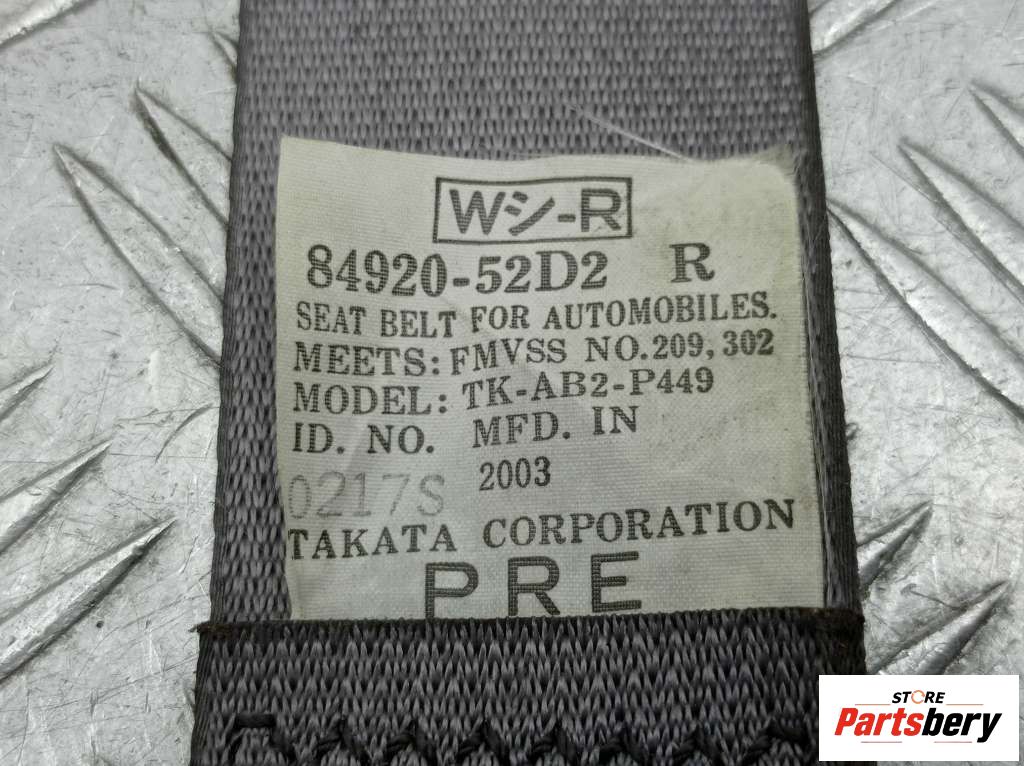 Wシ-R
84920-52D2 R
SEAT BELT FOR AUTOMOBILES.
MEETS: FMVSS NO.209, 302
MODEL: TK-AB2-P449
ID. NO. MFD. IN
0217S 2003
TAKATA CORPORATION
PRE
STORE
Partsbery